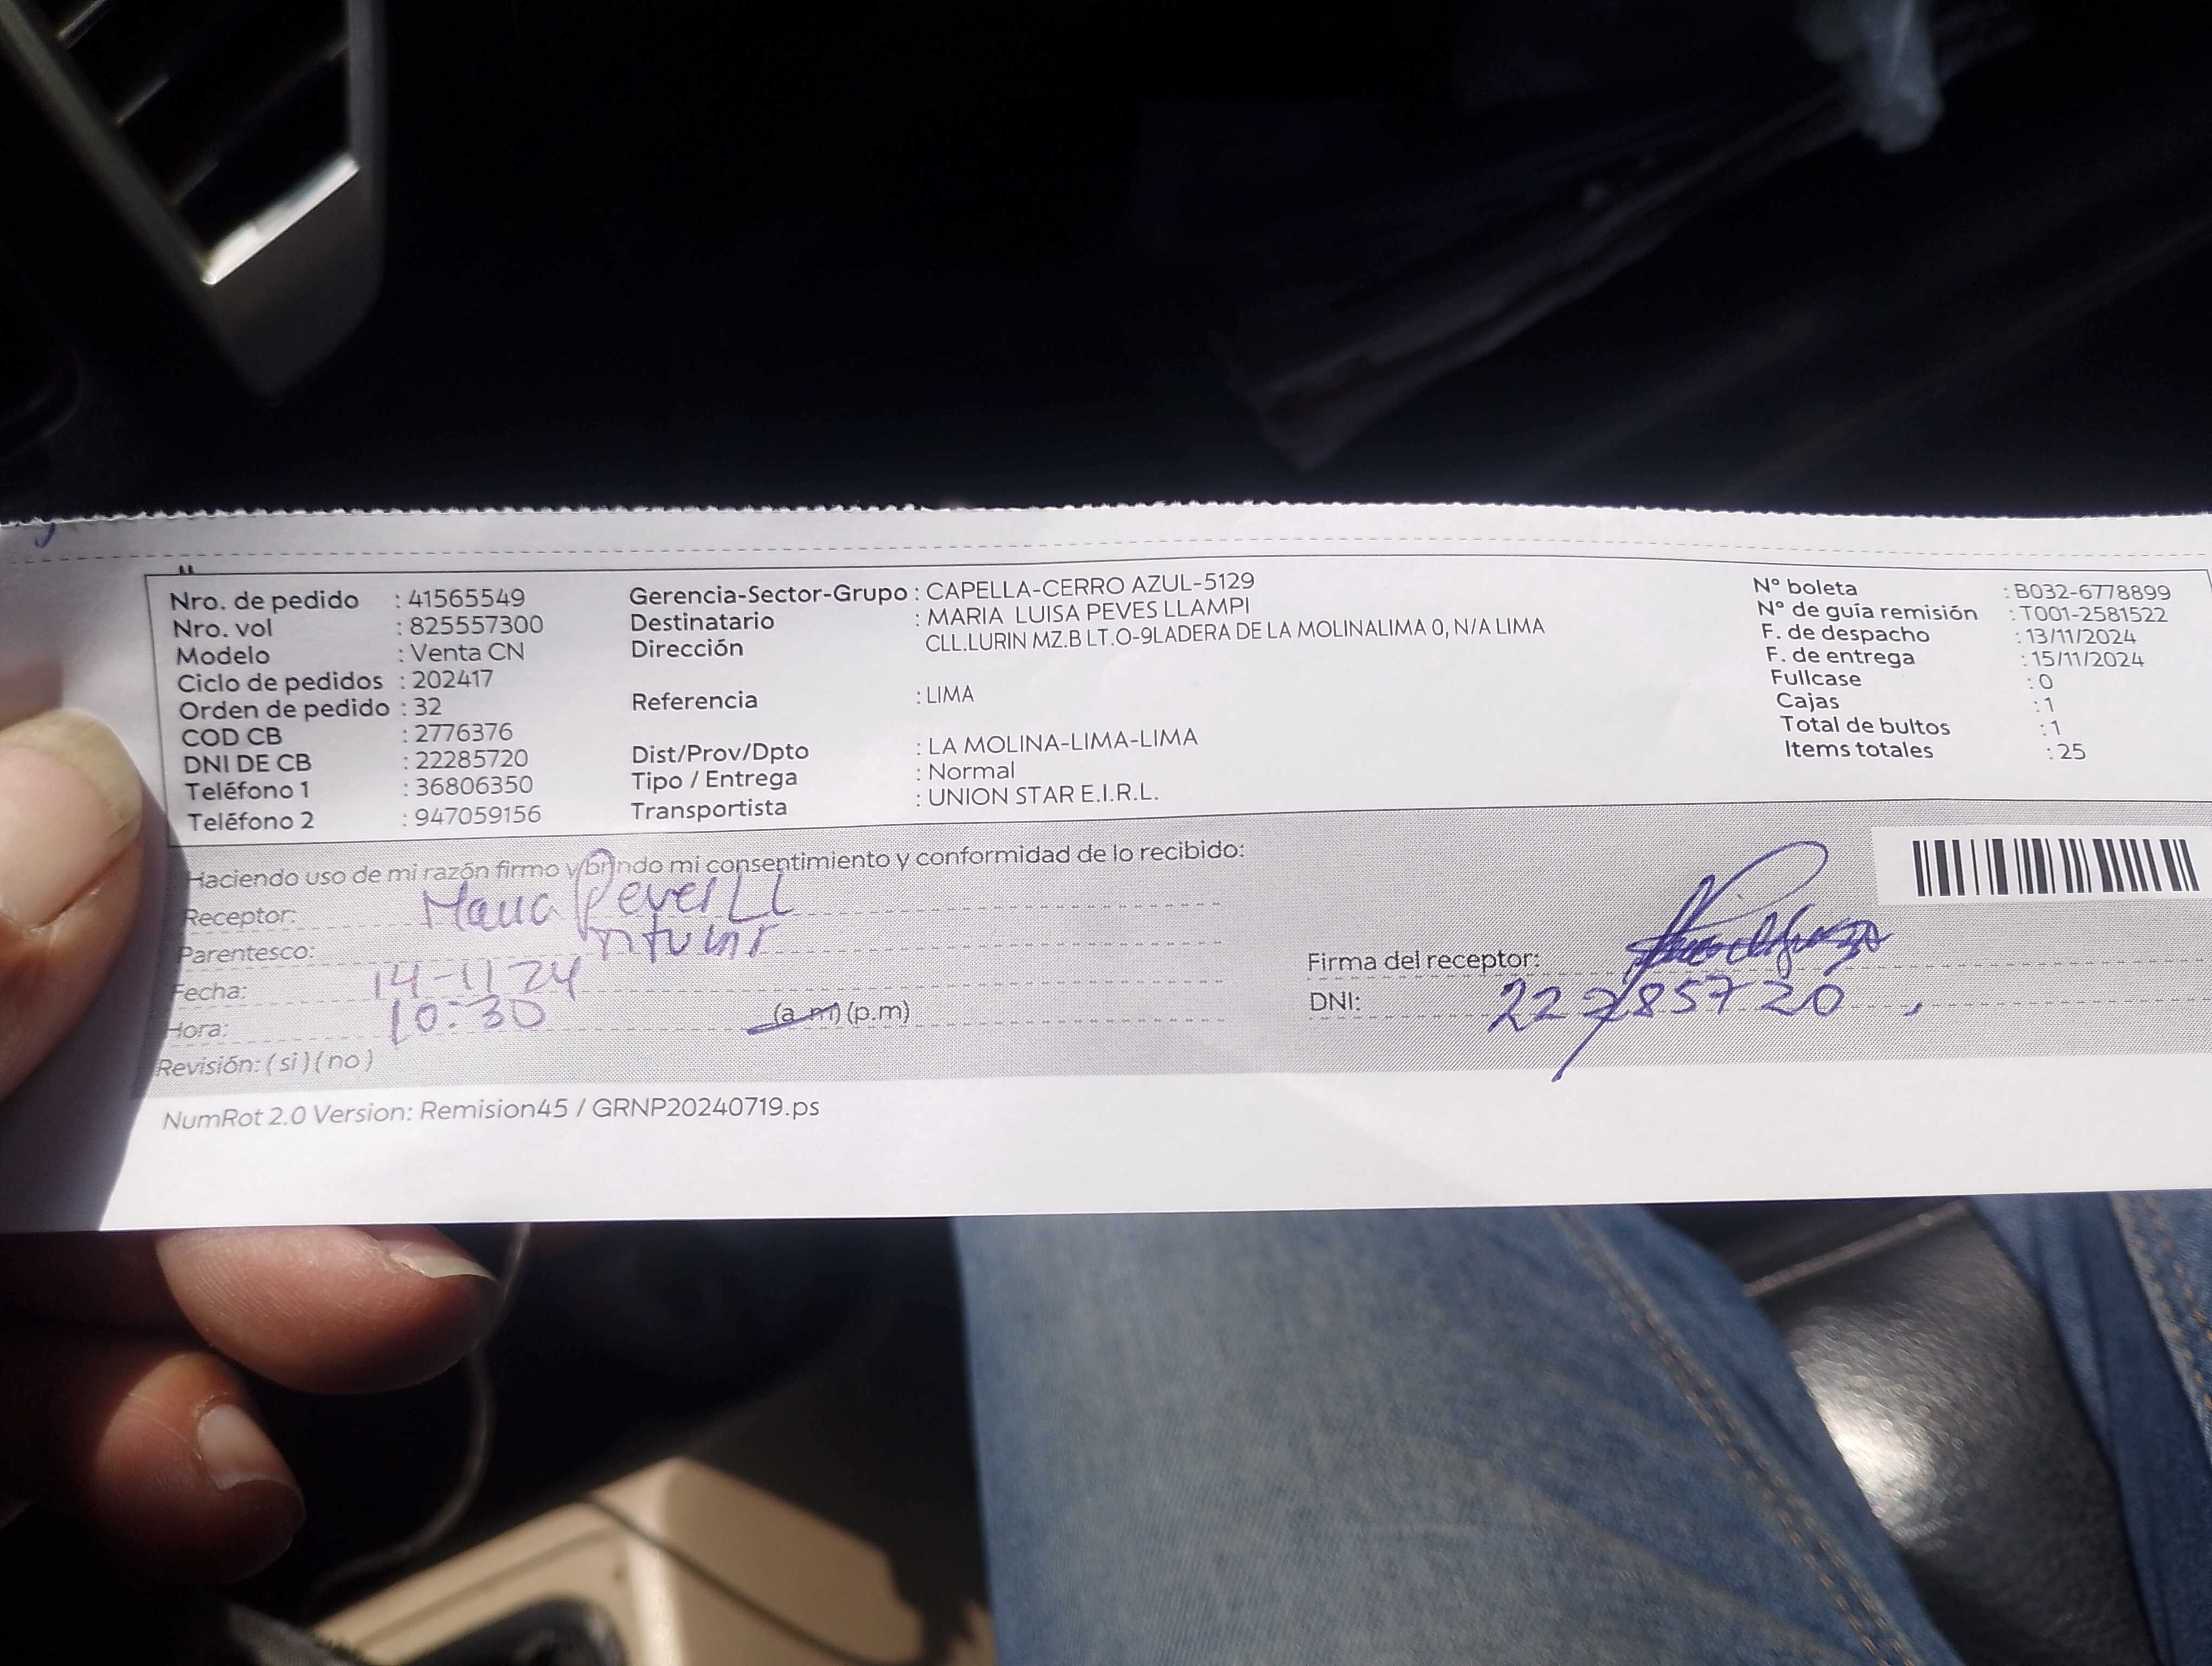 Nro. de pedido : 41565549
Nro. vol : 825557300
Modelo : Venta CN
Ciclo de pedidos : 202417
Orden de pedido : 32
COD CB : 2776376
DNI DE CB : 22285720
Teléfono 1 : 36806350
Teléfono 2 : 947059156
Gerencia-Sector-Grupo : CAPELLA-CERRO AZUL-5129
Destinatario : MARIA LUISA PEVES LLAMPI
Dirección CLL.LURIN MZ.B LT.O-9LADERA DE LA MOLINALIMA 0, N/A LIMA
Referencia : LIMA
Dist/Prov/Dpto : LA MOLINA-LIMA-LIMA
Tipo / Entrega : Normal
Transportista : UNION STAR E.I.R.L.
N° boleta : B032-6778899
N° de guía remisión : T001-2581522
F. de despacho : 13/11/2024
F. de entrega : 15/11/2024
Fullcase : 0
Cajas : 1
Total de bultos : 1
Items totales : 25
Haciendo uso de mi razón firmo y brindo mi consentimiento y conformidad de lo recibido:
Receptor: Maria Peves Ll
Parentesco:
Fecha: 14-11 24
Hora: 10:30 (a.m) (p.m)
Revisión: (si) (no)
Firma del receptor:
DNI: 22285720
NumRot 2.0 Version: Remision45 / GRNP20240719.ps